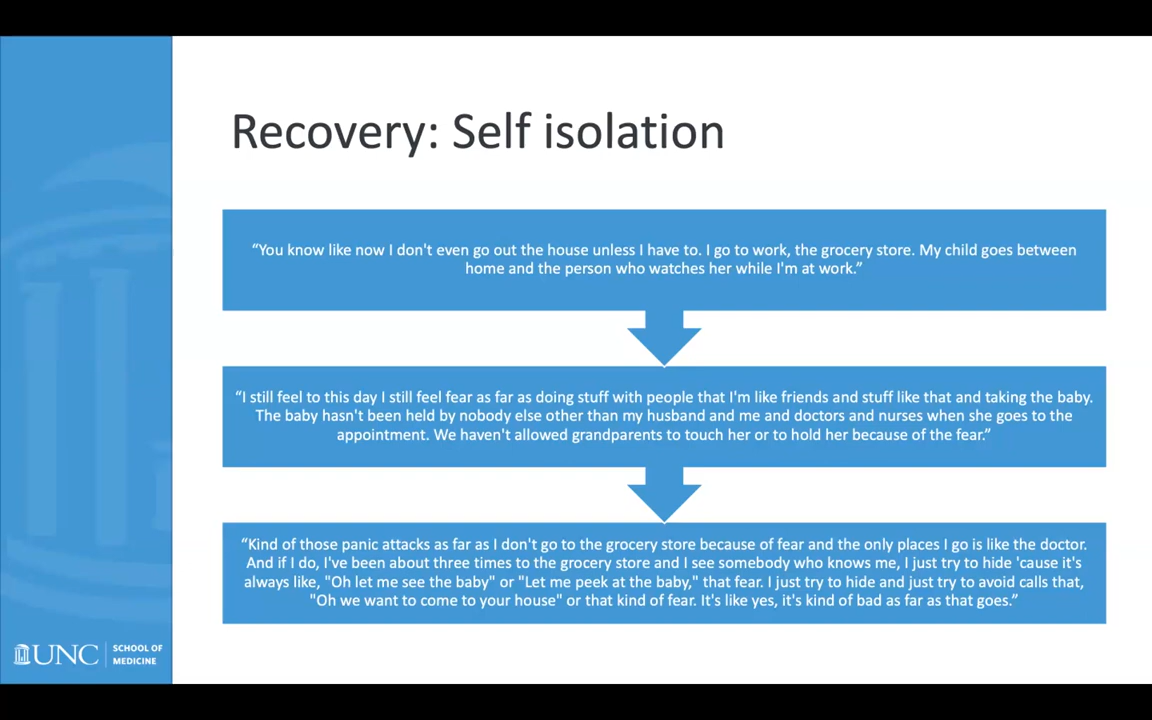 Recovery: Self isolation
“You know like now I don't even go out the house unless I have to. I go to work, the grocery store. My child goes between
home and the person who watches her while I'm at work.”
“I still feel to this day I still feel fear as far as doing stuff with people that I'm like friends and stuff like that and taking the baby.
The baby hasn't been held by nobody else other than my husband and me and doctors and nurses when she goes to the
appointment. We haven't allowed grandparents to touch her or to hold her because of the fear.”
“Kind of those panic attacks as far as I don't go to the grocery store because of fear and the only places I go is like the doctor.
And if I do, I've been about three times to the grocery store and I see somebody who knows me, I just try to hide 'cause it's
always like, "Oh let me see the baby" or "Let me peek at the baby," that fear. I just try to hide and just try to avoid calls that,
"Oh we want to come to your house" or that kind of fear. It's like yes, it's kind of bad as far as that goes.”
UNC
SCHOOL OF
MEDICINE